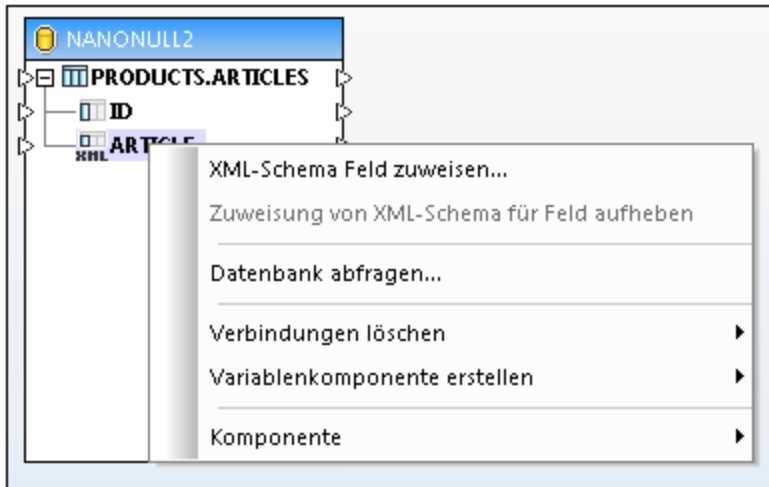 NANONULL2
PRODUCTS.ARTICLES
ID
XML ARTICLE
XML-Schema Feld zuweisen...
Zuweisung von XML-Schema für Feld aufheben
Datenbank abfragen...
Verbindungen löschen
Variablenkomponente erstellen
Komponente